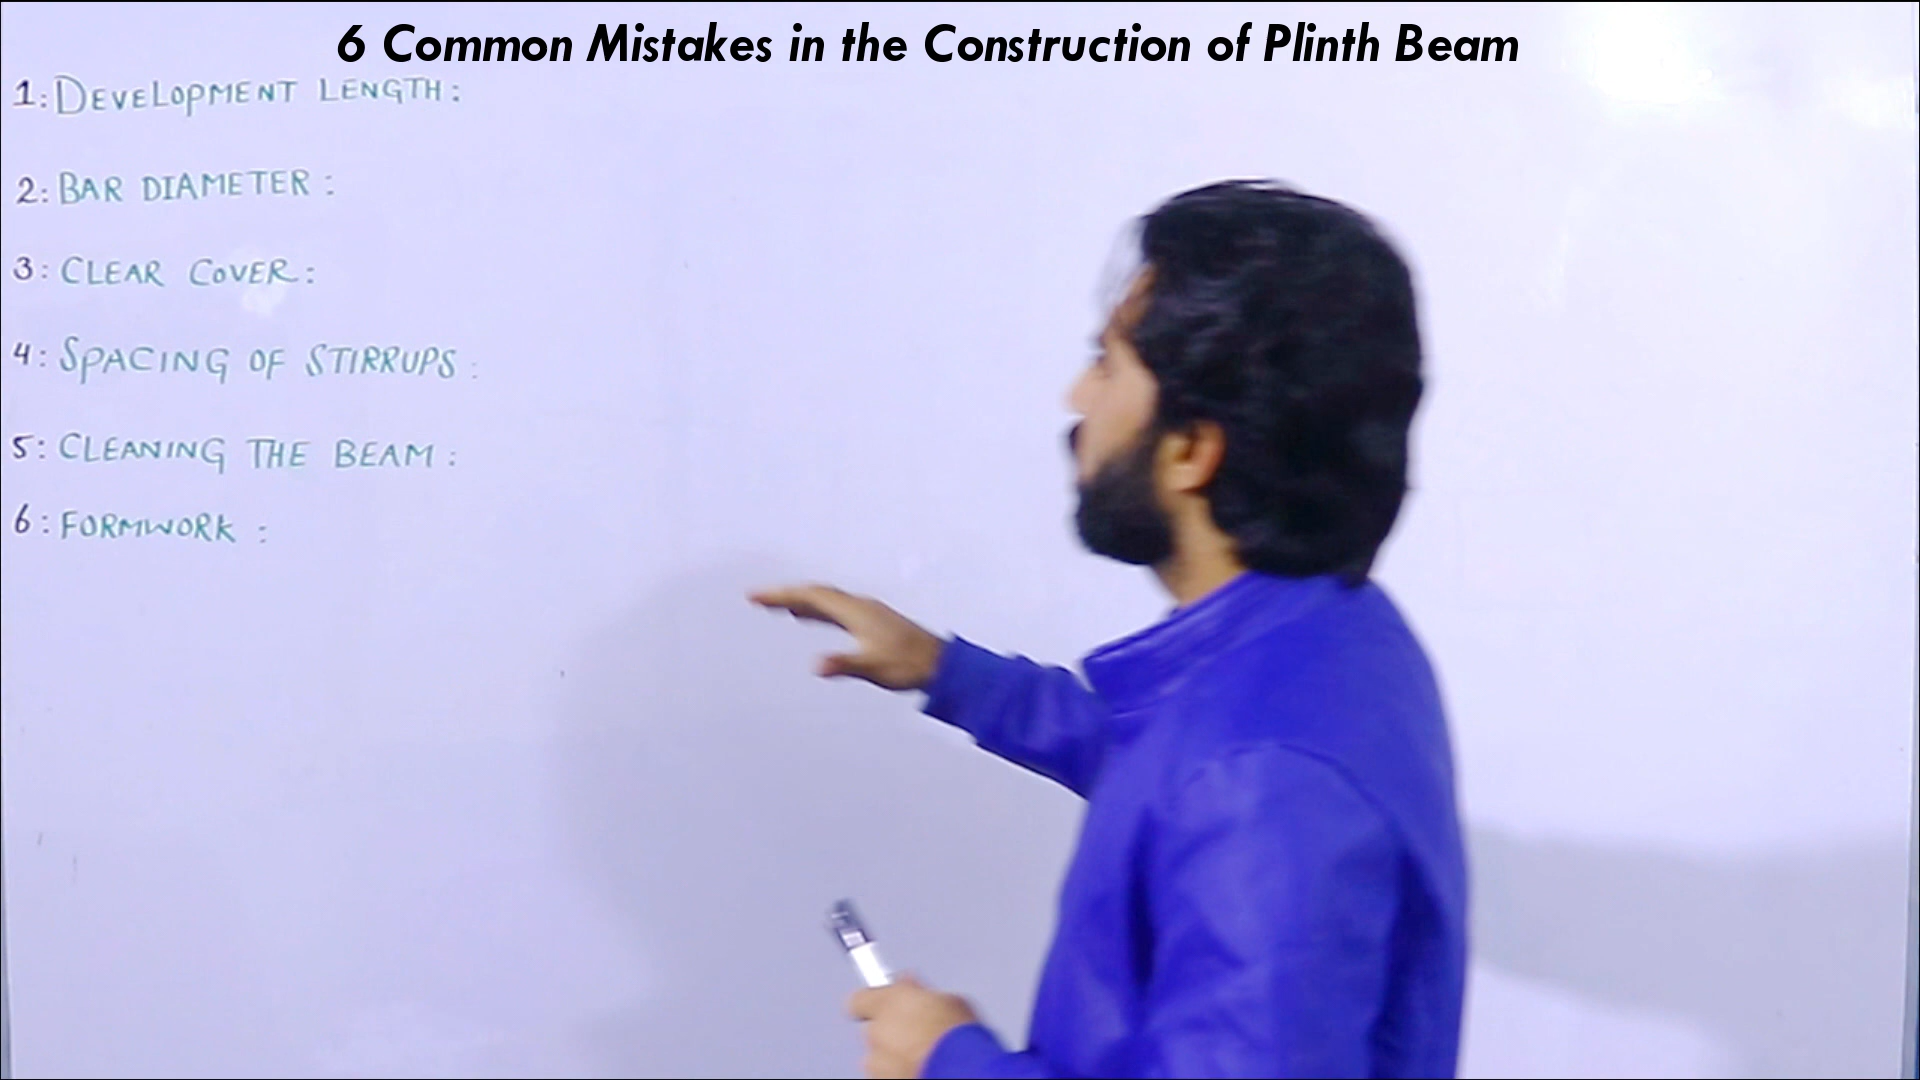 6 Common Mistakes in the Construction of Plinth Beam
1: DEVELOPMENT LENGTH:
2: BAR DIAMETER:
3: CLEAR COVER:
4: SPACING OF STIRRUPS:
5: CLEANING THE BEAM:
6: FORMWORK: